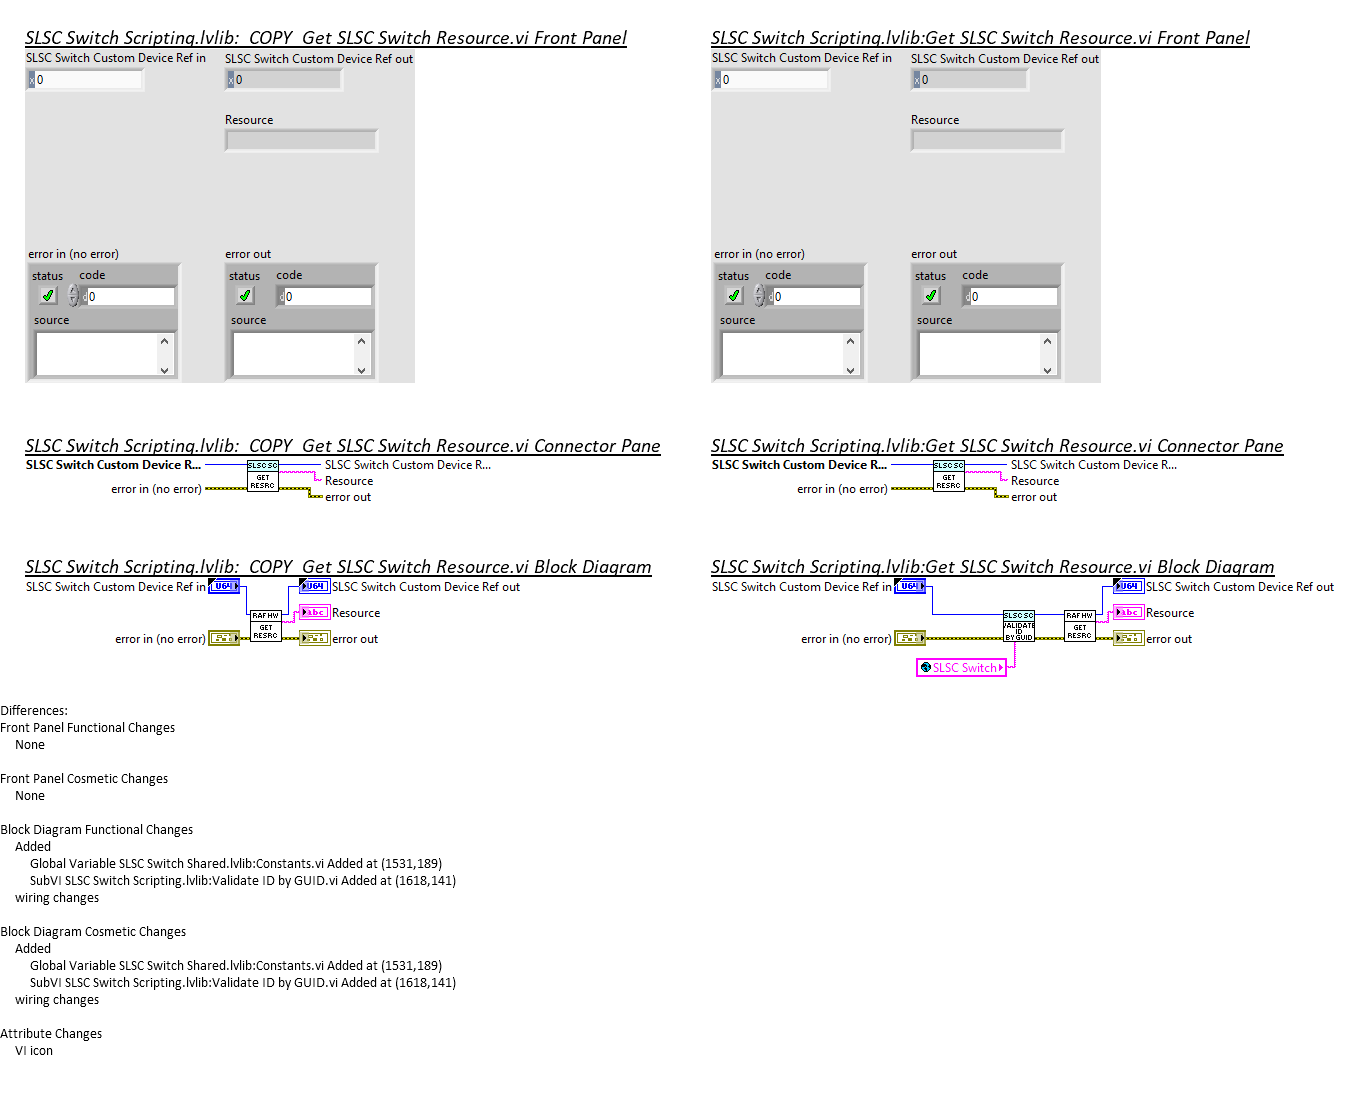 SLSC Switch Scripting.lvlib:_COPY_Get SLSC Switch Resource.vi Front Panel
SLSC Switch Custom Device Ref in
SLSC Switch Custom Device Ref out
x 0
x 0
Resource
error in (no error)
error out
status
code
status
code
d 0
d 0
source
source
SLSC Switch Scripting.lvlib:Get SLSC Switch Resource.vi Front Panel
SLSC Switch Custom Device Ref in
SLSC Switch Custom Device Ref out
x 0
x 0
Resource
error in (no error)
error out
status
code
status
code
d 0
d 0
source
source
SLSC Switch Scripting.lvlib:_COPY_Get SLSC Switch Resource.vi Connector Pane
SLSC Switch Custom Device R...
SLSC SC
SLSC Switch Custom Device R...
GET
RESRC
Resource
error in (no error)
error out
SLSC Switch Scripting.lvlib:Get SLSC Switch Resource.vi Connector Pane
SLSC Switch Custom Device R...
SLSC SC
SLSC Switch Custom Device R...
GET
RESRC
Resource
error in (no error)
error out
SLSC Switch Scripting.lvlib:_COPY_Get SLSC Switch Resource.vi Block Diagram
SLSC Switch Custom Device Ref in
U64
U64
SLSC Switch Custom Device Ref out
RAF HW
GET
RESRC
abc
Resource
error in (no error)
error out
SLSC Switch Scripting.lvlib:Get SLSC Switch Resource.vi Block Diagram
SLSC Switch Custom Device Ref in
U64
U64
SLSC Switch Custom Device Ref out
SLSC SC
VALIDATE
ID
BY GUID
RAF HW
GET
RESRC
abc
Resource
error in (no error)
error out
SLSC Switch
Differences:
Front Panel Functional Changes
None
Front Panel Cosmetic Changes
None
Block Diagram Functional Changes
Added
Global Variable SLSC Switch Shared.lvlib:Constants.vi Added at (1531,189)
SubVI SLSC Switch Scripting.lvlib:Validate ID by GUID.vi Added at (1618,141)
wiring changes
Block Diagram Cosmetic Changes
Added
Global Variable SLSC Switch Shared.lvlib:Constants.vi Added at (1531,189)
SubVI SLSC Switch Scripting.lvlib:Validate ID by GUID.vi Added at (1618,141)
wiring changes
Attribute Changes
VI icon